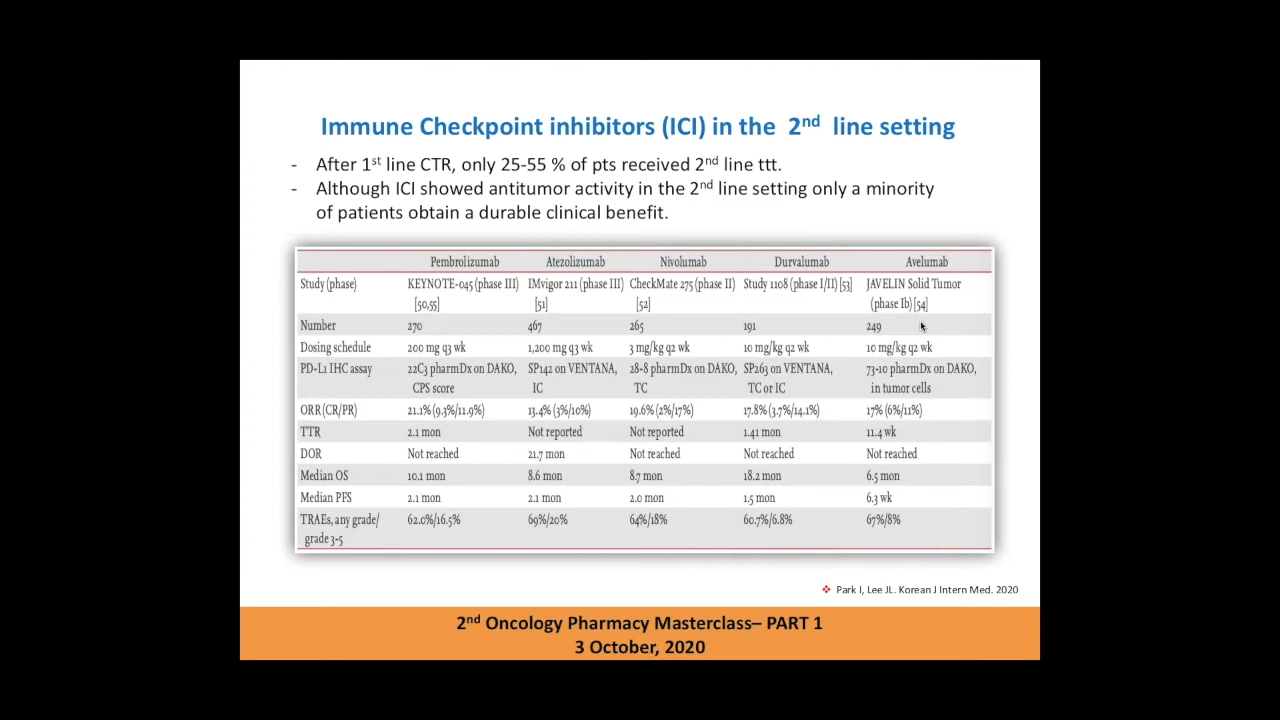 Immune Checkpoint inhibitors (ICI) in the 2nd line setting
- After 1st line CTR, only 25-55 % of pts received 2nd line ttt.
- Although ICI showed antitumor activity in the 2nd line setting only a minority
of patients obtain a durable clinical benefit.
Pembrolizumab Atezolizumab Nivolumab Durvalumab Avelumab
Study (phase) KEYNOTE-045 (phase III) IMvigor 211 (phase III) CheckMate 275 (phase II) Study 1108 (phase I/II) [53] JAVELIN Solid Tumor
[50,55] [51] [52] (phase Ib) [54]
Number 270 467 265 191 249
Dosing schedule 200 mg q3 wk 1,200 mg q3 wk 3 mg/kg q2 wk 10 mg/kg q2 wk 10 mg/kg q2 wk
PD-L1 IHC assay 22C3 pharmDx on DAKO, SP142 on VENTANA, 28-8 pharmDx on DAKO, SP263 on VENTANA, 73-10 pharmDx on DAKO,
CPS score IC TC TC or IC in tumor cells
ORR (CR/PR) 21.1% (9.3%/11.9%) 13.4% (3%/10%) 19.6% (2%/17%) 17.8% (3.7%/14.1%) 17% (6%/11%)
TTR 2.1 mon Not reported Not reported 1.41 mon 11.4 wk
DOR Not reached 21.7 mon Not reached Not reached Not reached
Median OS 10.1 mon 8.6 mon 8.7 mon 18.2 mon 6.5 mon
Median PFS 2.1 mon 2.1 mon 2.0 mon 1.5 mon 6.3 wk
TRAEs, any grade/ 62.0%/16.5% 69%/20% 64%/18% 60.7%/6.8% 67%/8%
grade 3-5
❖ Park I, Lee JL. Korean J Intern Med. 2020
2nd Oncology Pharmacy Masterclass– PART 1
3 October, 2020